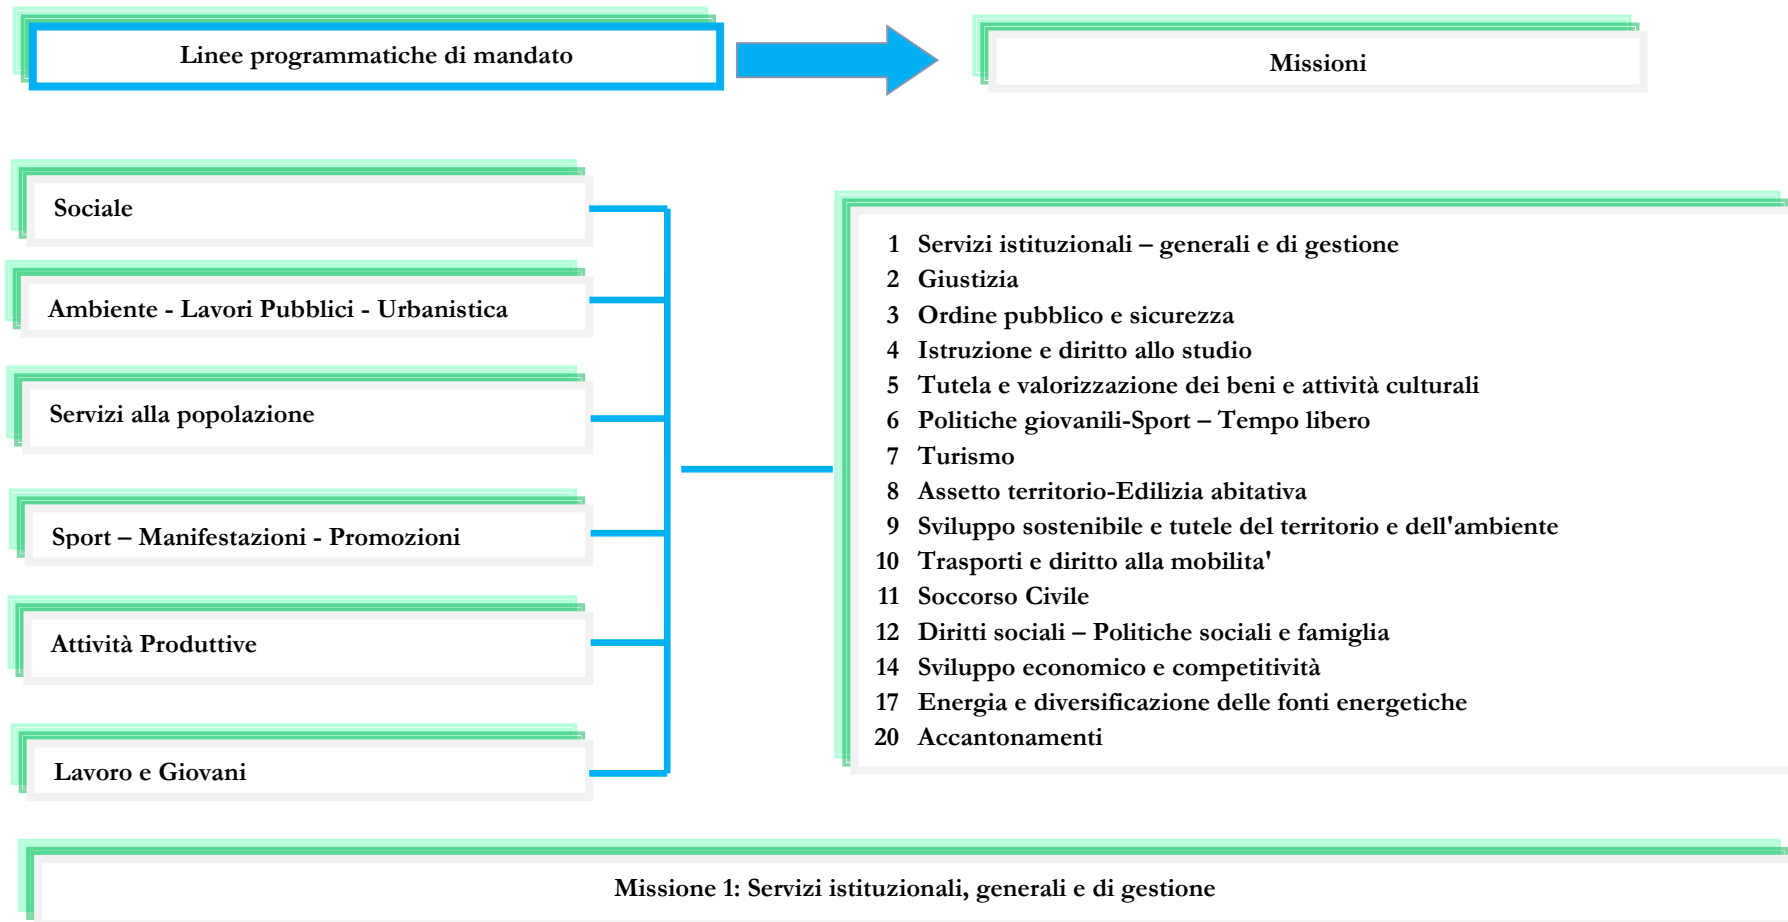 Linee programmatiche di mandato
Missioni
Sociale
Ambiente - Lavori Pubblici - Urbanistica
Servizi alla popolazione
Sport – Manifestazioni - Promozioni
Attività Produttive
Lavoro e Giovani
1 Servizi istituzionali – generali e di gestione
2 Giustizia
3 Ordine pubblico e sicurezza
4 Istruzione e diritto allo studio
5 Tutela e valorizzazione dei beni e attività culturali
6 Politiche giovanili-Sport – Tempo libero
7 Turismo
8 Assetto territorio-Edilizia abitativa
9 Sviluppo sostenibile e tutele del territorio e dell'ambiente
10 Trasporti e diritto alla mobilita'
11 Soccorso Civile
12 Diritti sociali – Politiche sociali e famiglia
14 Sviluppo economico e competitività
17 Energia e diversificazione delle fonti energetiche
20 Accantonamenti
Missione 1: Servizi istituzionali, generali e di gestione